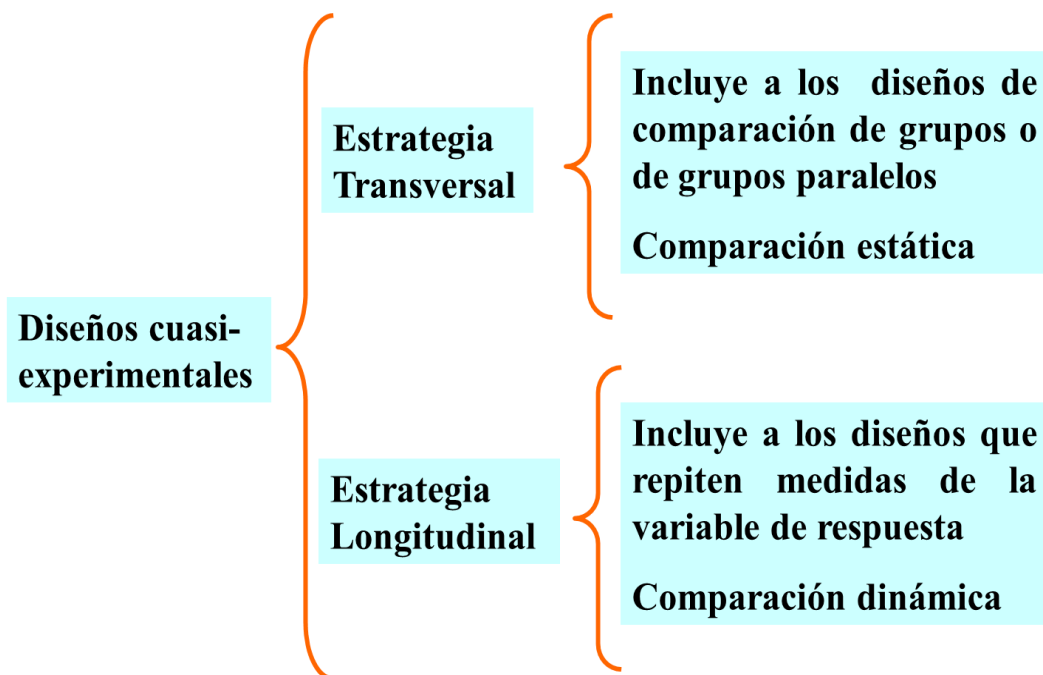 Diseños cuasi-
experimentales
Estrategia
Transversal
Incluye a los diseños de
comparación de grupos o
de grupos paralelos
Comparación estática
Estrategia
Longitudinal
Incluye a los diseños que
repiten medidas de la
variable de respuesta
Comparación dinámica